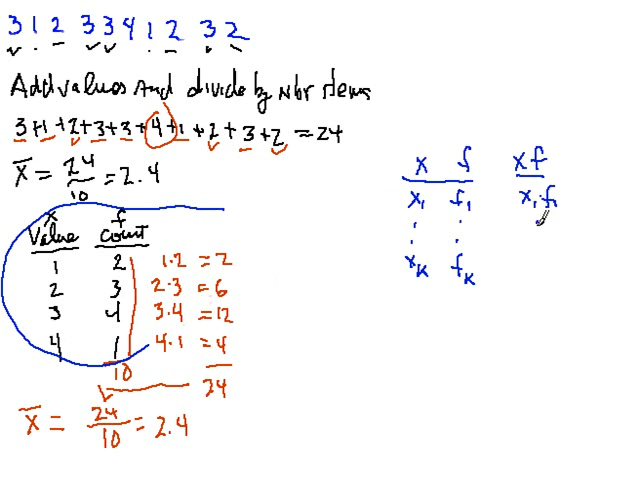 3 1 2 3 3 4 1 2 3 2
Add values And divide by Nbr Items
3+1+2+3+3+4+1+2+3+2=24
x̄ = 24/10 = 2.4
x f
Value count
1 2 1·2 = 2
2 3 2·3 = 6
3 4 3·4 = 12
4 1 4·1 = 4
10 24
x̄ = 24/10 = 2.4
x f xf
x₁ f₁ x₁·f₁
: :
xₖ fₖ